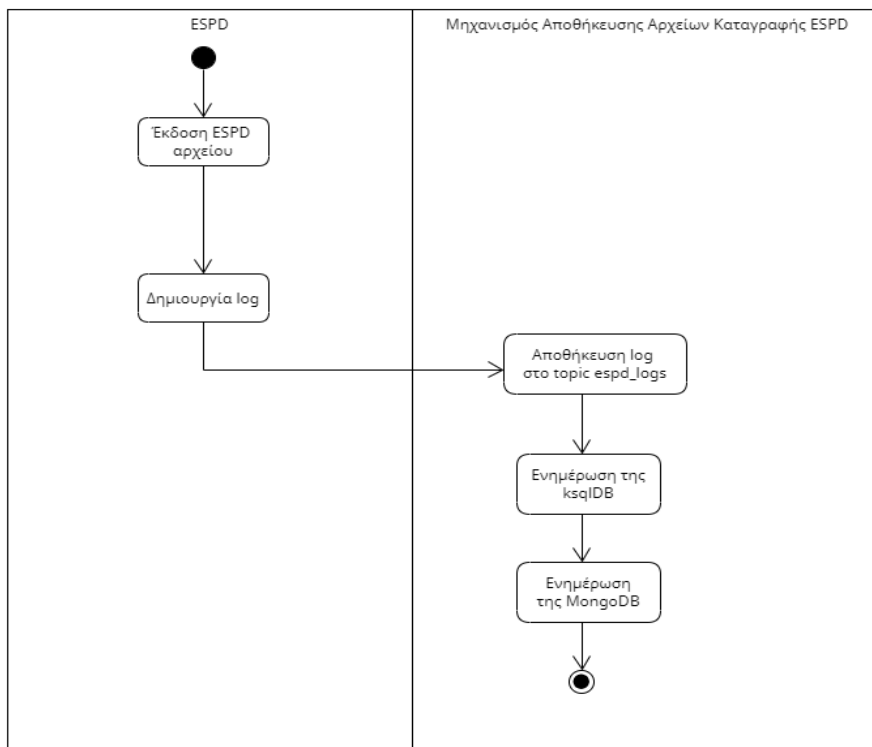 ESPD
Μηχανισμός Αποθήκευσης Αρχείων Καταγραφής ESPD
Έκδοση ESPD
αρχείου
Δημιουργία log
Αποθήκευση log
στο topic espd_logs
Ενημέρωση της
ksqlDB
Ενημέρωση
της MongoDB